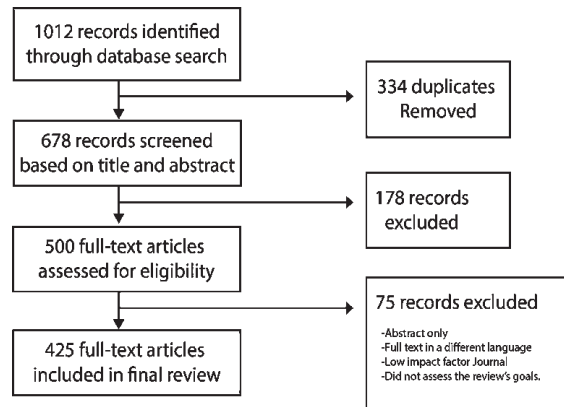 1012 records identified
through database search
334 duplicates
Removed
678 records screened
based on title and abstract
178 records
excluded
500 full-text articles
assessed for eligibility
75 records excluded
-Abstract only
-Full text in a different language
-Low impact factor Journal
-Did not assess the review's goals.
425 full-text articles
included in final review